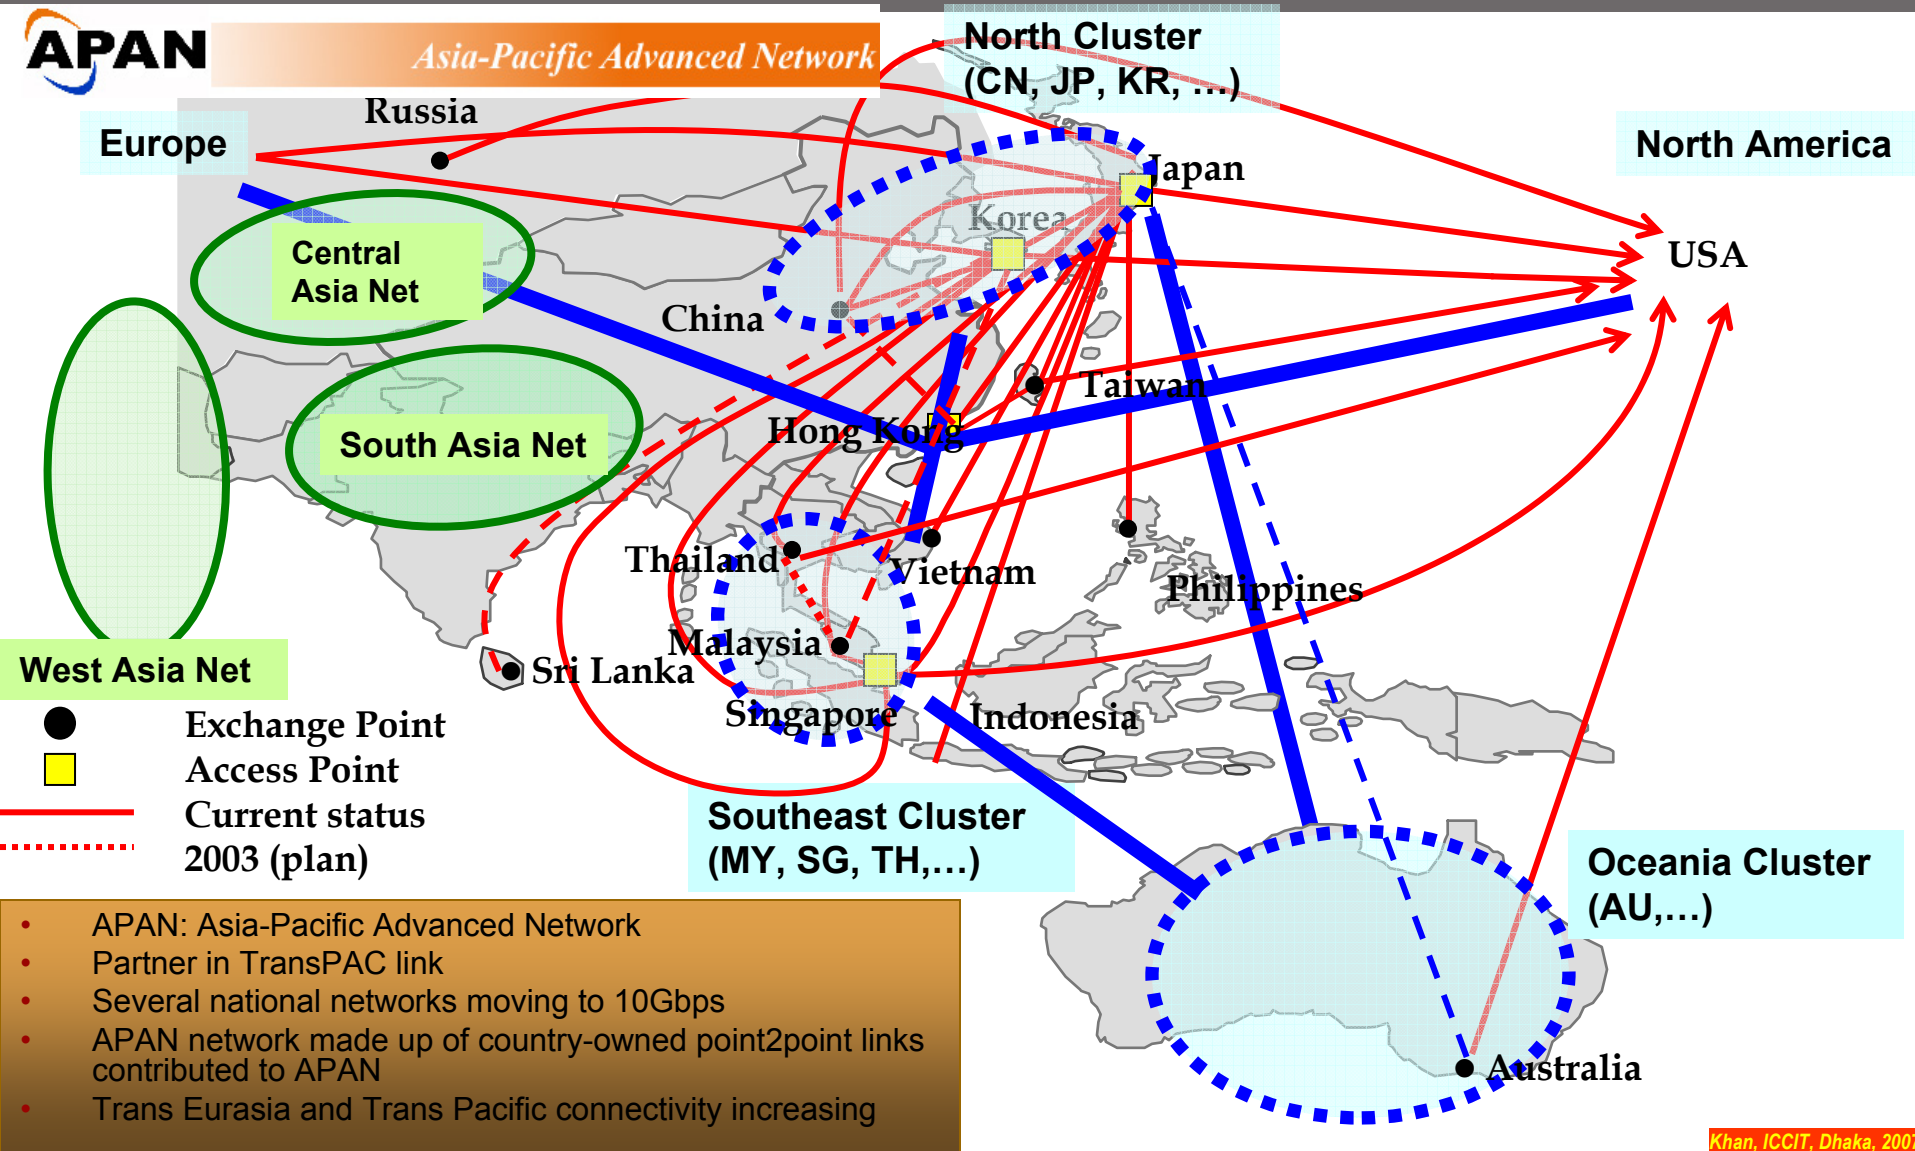 APAN
Asia-Pacific Advanced Network
North Cluster
(CN, JP, KR, …)
Russia
Europe
North America
Japan
Korea
Central
Asia Net
USA
China
Taiwan
Hong Kong
South Asia Net
Thailand
Vietnam
Philippines
Malaysia
West Asia Net
Sri Lanka
Singapore
Indonesia
Exchange Point
Access Point
Current status
2003 (plan)
Southeast Cluster
(MY, SG, TH,…)
Oceania Cluster
(AU,…)
• APAN: Asia-Pacific Advanced Network
• Partner in TransPAC link
• Several national networks moving to 10Gbps
• APAN network made up of country-owned point2point links
contributed to APAN
• Trans Eurasia and Trans Pacific connectivity increasing
Australia
Khan, ICCIT, Dhaka, 2007